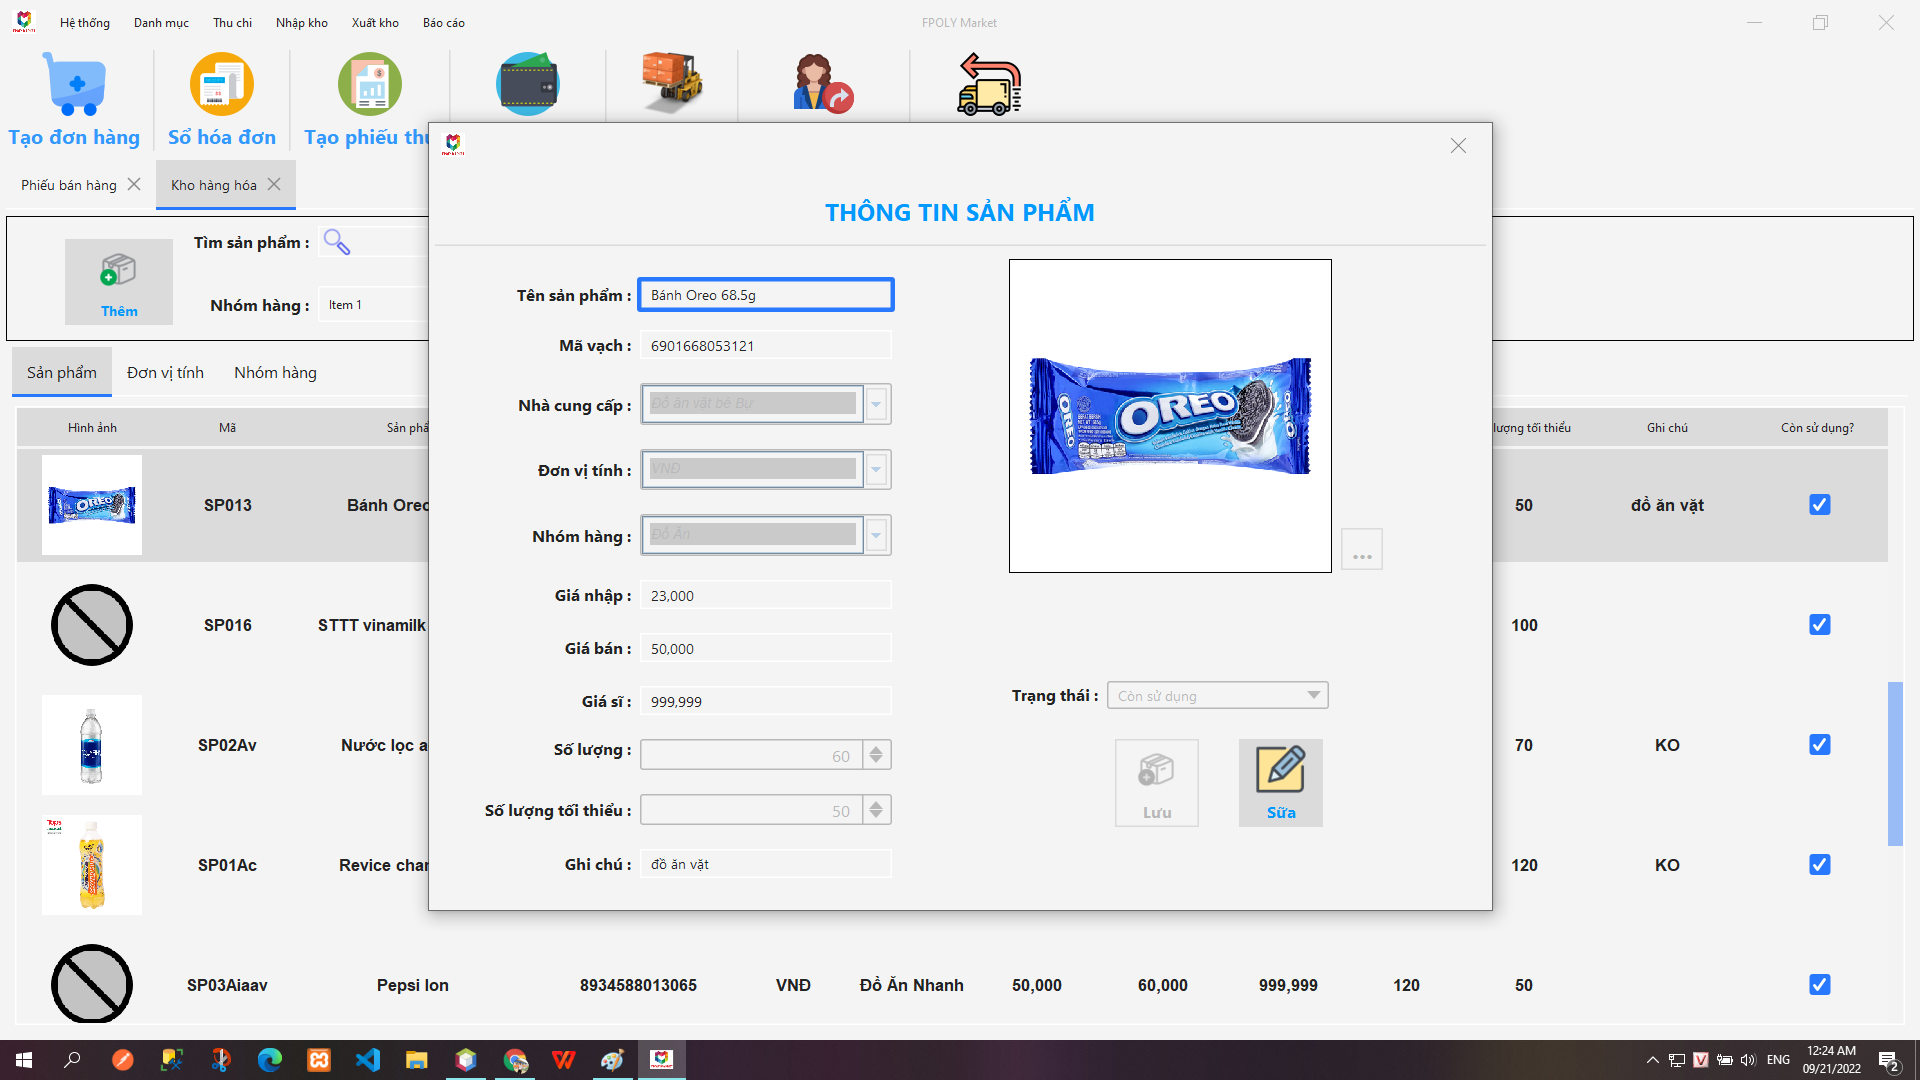 Hệ thống Danh mục Thu chi Nhập kho Xuất kho Báo cáo FPOLY Market
Tạo đơn hàng Sổ hóa đơn Tạo phiếu thu
Phiếu bán hàng Kho hàng hóa
THÔNG TIN SẢN PHẨM
Tìm sản phẩm :
Thêm
Nhóm hàng : Item 1
Sản phẩm Đơn vị tính Nhóm hàng
Hình ảnh Mã Sản phẩ lượng tối thiểu Ghi chú Còn sử dụng?
SP013 Bánh Oreo 50 đồ ăn vặt
SP016 STTT vinamilk 100
SP02Av Nước lọc a 70 KO
SP01Ac Revice char 120 KO
SP03Aiaav Pepsi lon 8934588013065 VNĐ Đồ Ăn Nhanh 50,000 60,000 999,999 120 50
Tên sản phẩm : Bánh Oreo 68.5g
Mã vạch : 6901668053121
Nhà cung cấp : Đồ ăn vặt bé Bự
Đơn vị tính : VNĐ
Nhóm hàng : Đồ Ăn
Giá nhập : 23,000
Giá bán : 50,000
Giá sĩ : 999,999
Số lượng : 60
Số lượng tối thiểu : 50
Ghi chú : đồ ăn vặt
OREO
...
Trạng thái : Còn sử dụng
Lưu Sữa
ENG 12:24 AM
09/21/2022
2